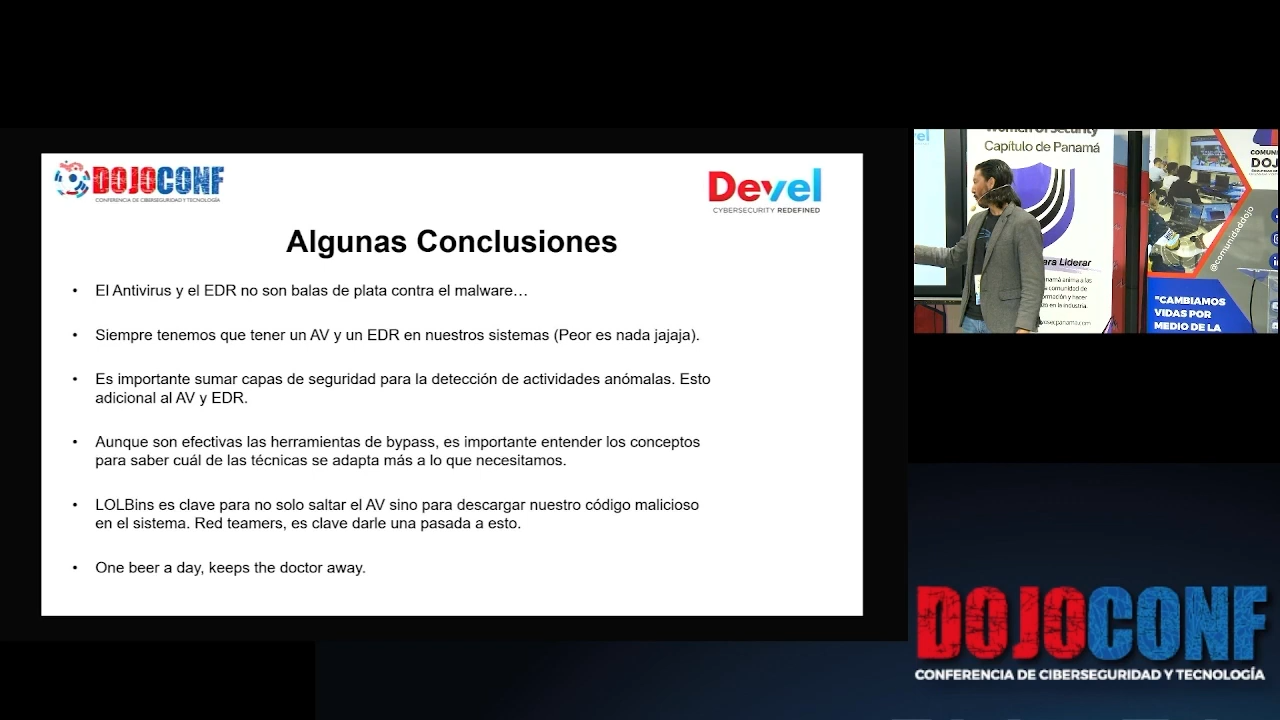 DOJOCONF
CONFERENCIA DE CIBERSEGURIDAD Y TECNOLOGÍA
Devel
CYBERSECURITY REDEFINED
Algunas Conclusiones
• El Antivirus y el EDR no son balas de plata contra el malware…
• Siempre tenemos que tener un AV y un EDR en nuestros sistemas (Peor es nada jajaja).
• Es importante sumar capas de seguridad para la detección de actividades anómalas. Esto
adicional al AV y EDR.
• Aunque son efectivas las herramientas de bypass, es importante entender los conceptos
para saber cuál de las técnicas se adapta más a lo que necesitamos.
• LOLBins es clave para no solo saltar el AV sino para descargar nuestro código malicioso
en el sistema. Red teamers, es clave darle una pasada a esto.
• One beer a day, keeps the doctor away.
Women of Security
Capítulo de Panamá
ara Liderar
@comunidaddojo
"CAMBIAMOS
VIDAS POR
MEDIO DE LA
DOJOCONF
CONFERENCIA DE CIBERSEGURIDAD Y TECNOLOGÍA